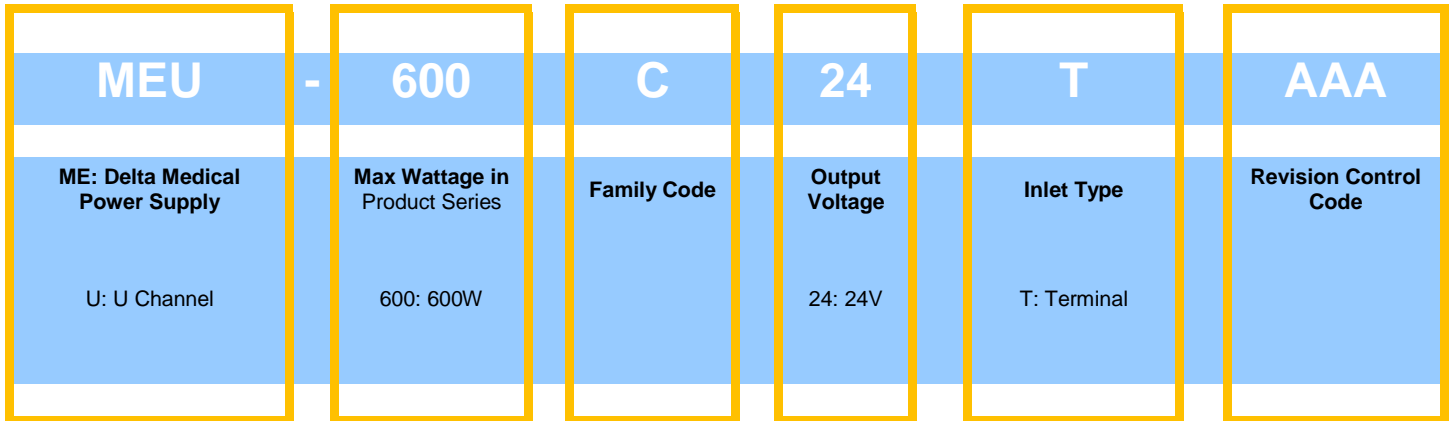 MEU - 600 C 24 T AAA
ME: Delta Medical
Power Supply
Max Wattage in
Product Series
Family Code
Output
Voltage
Inlet Type
Revision Control
Code
U: U Channel
600: 600W
24: 24V
T: Terminal